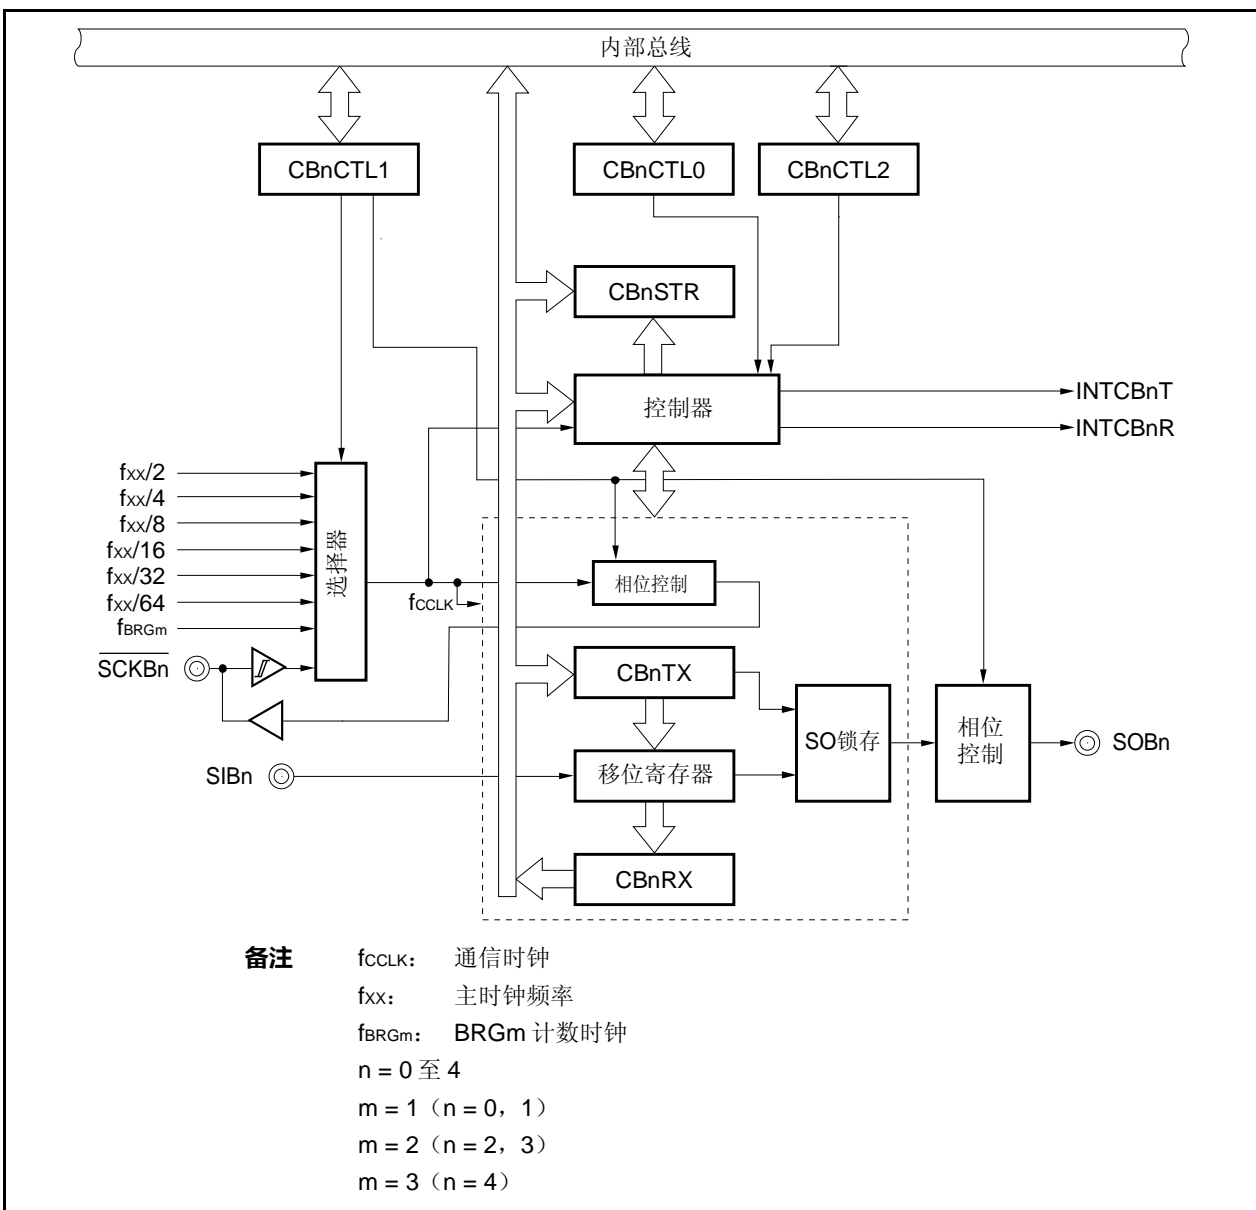 内部总线
CBnCTL1
CBnCTL0
CBnCTL2
CBnSTR
控制器
INTCBnT
INTCBnR
fXX/2
fXX/4
fXX/8
fXX/16
fXX/32
fXX/64
fBRGm
SCKBn
选择器
fCCLK
相位控制
CBnTX
SO锁存
相位
控制
SOBn
SIBn
移位寄存器
CBnRX
备注 fCCLK： 通信时钟
fXX： 主时钟频率
fBRGm： BRGm 计数时钟
n = 0 至 4
m = 1（n = 0，1）
m = 2（n = 2，3）
m = 3（n = 4）